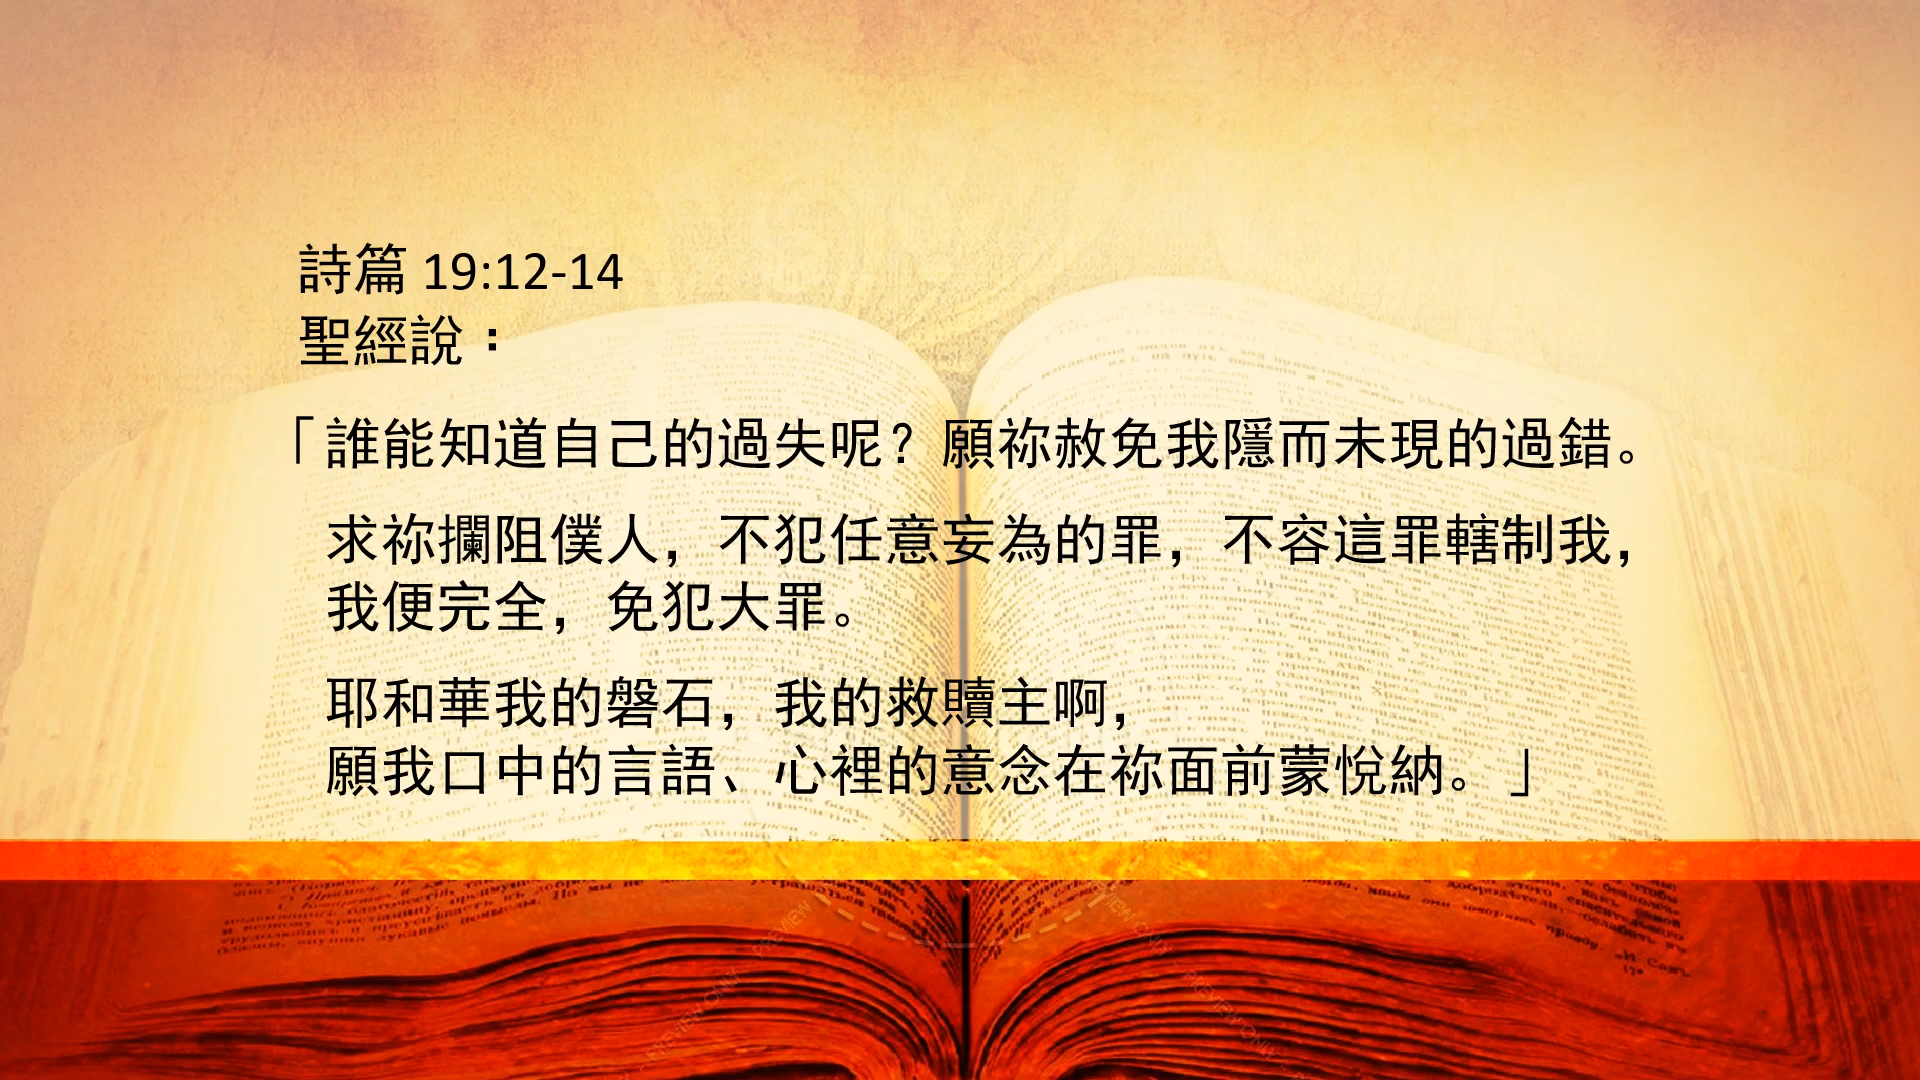 詩篇 19:12-14
聖經說：
「誰能知道自己的過失呢？願祢赦免我隱而未現的過錯。
求祢攔阻僕人，不犯任意妄為的罪，不容這罪轄制我，
我便完全，免犯大罪。
耶和華我的磐石，我的救贖主啊，
願我口中的言語、心裡的意念在祢面前蒙悅納。」